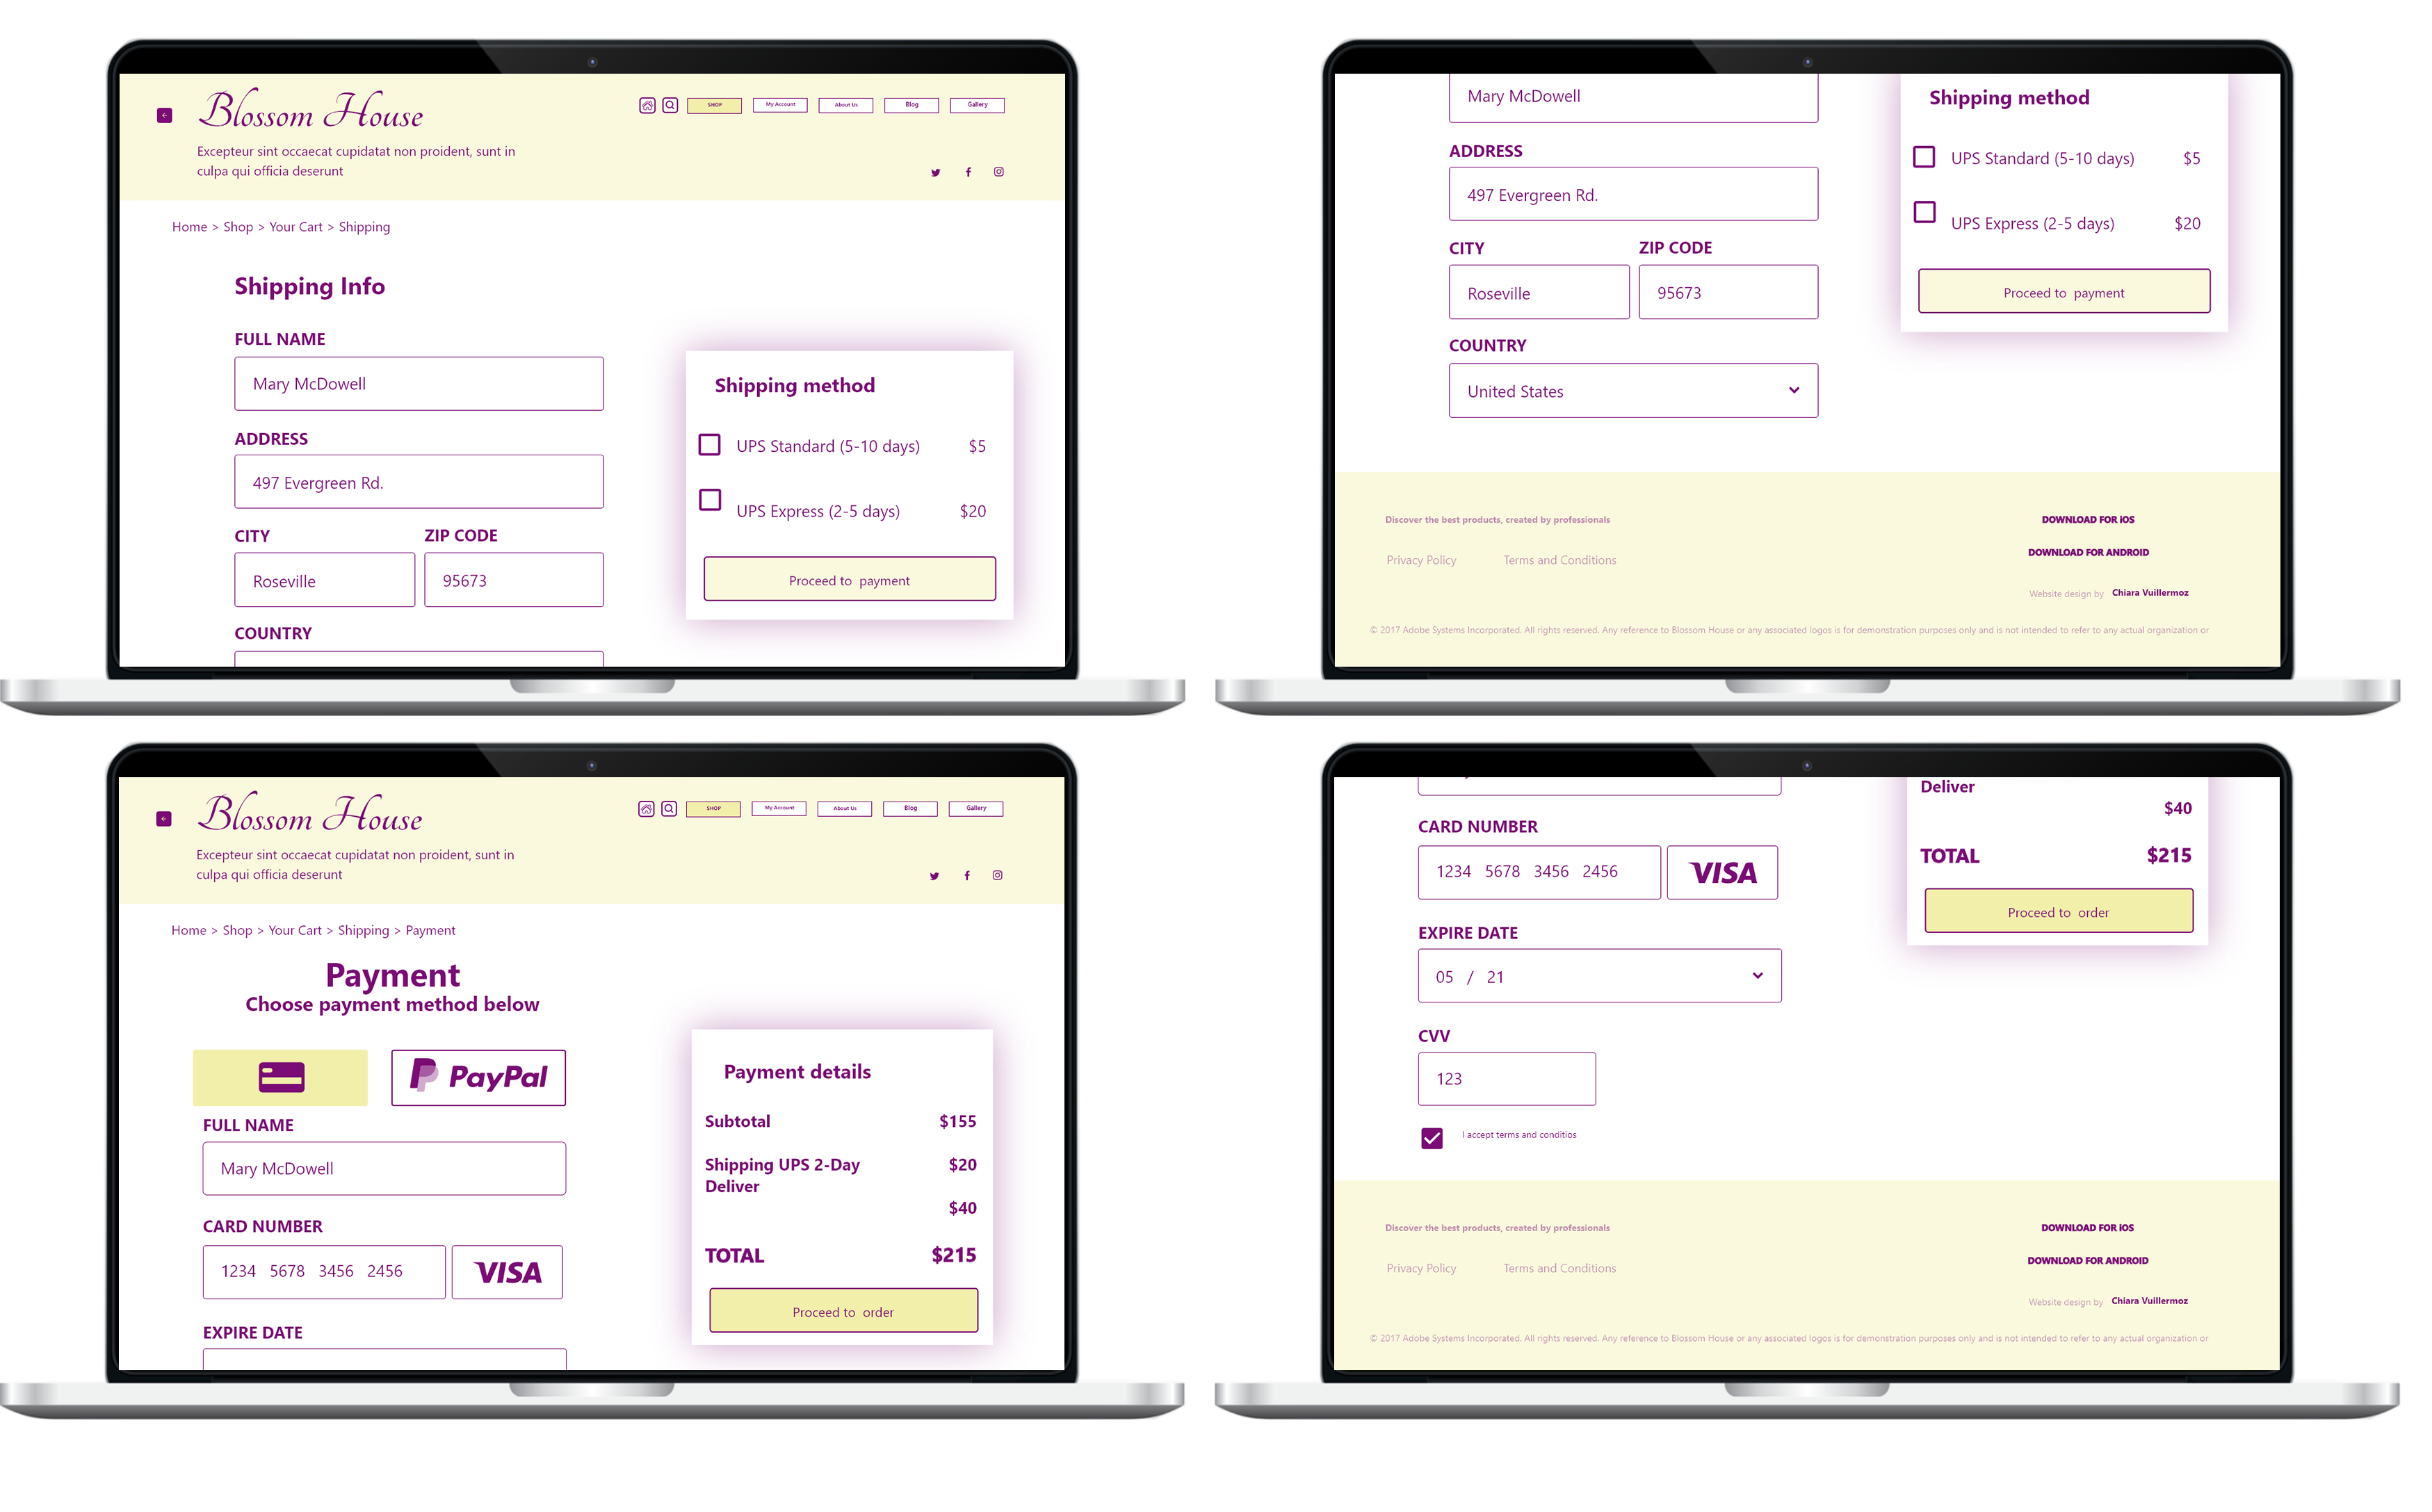 Blossom House
SHOP
My Account
About Us
Blog
Gallery
Excepteur sint occaecat cupidatat non proident, sunt in
culpa qui officia deserunt
Home > Shop > Your Cart > Shipping
Shipping Info
FULL NAME
Mary McDowell
ADDRESS
497 Evergreen Rd.
CITY
ZIP CODE
Roseville
95673
COUNTRY
Shipping method
UPS Standard (5-10 days) $5
UPS Express (2-5 days) $20
Proceed to payment
Mary McDowell
ADDRESS
497 Evergreen Rd.
CITY
ZIP CODE
Roseville
95673
COUNTRY
United States
Shipping method
UPS Standard (5-10 days) $5
UPS Express (2-5 days) $20
Proceed to payment
Discover the best products, created by professionals
Privacy Policy
Terms and Conditions
DOWNLOAD FOR iOS
DOWNLOAD FOR ANDROID
Website design by Chiara Vuillermoz
© 2017 Adobe Systems Incorporated. All rights reserved. Any reference to Blossom House or any associated logos is for demonstration purposes only and is not intended to refer to any actual organization or
Blossom House
SHOP
My Account
About Us
Blog
Gallery
Excepteur sint occaecat cupidatat non proident, sunt in
culpa qui officia deserunt
Home > Shop > Your Cart > Shipping > Payment
Payment
Choose payment method below
PayPal
FULL NAME
Mary McDowell
CARD NUMBER
1234 5678 3456 2456
VISA
EXPIRE DATE
Payment details
Subtotal $155
Shipping UPS 2-Day $20
Deliver
$40
TOTAL $215
Proceed to order
CARD NUMBER
1234 5678 3456 2456
VISA
EXPIRE DATE
05 / 21
CVV
123
I accept terms and conditios
Deliver
$40
TOTAL $215
Proceed to order
Discover the best products, created by professionals
Privacy Policy
Terms and Conditions
DOWNLOAD FOR iOS
DOWNLOAD FOR ANDROID
Website design by Chiara Vuillermoz
© 2017 Adobe Systems Incorporated. All rights reserved. Any reference to Blossom House or any associated logos is for demonstration purposes only and is not intended to refer to any actual organization or